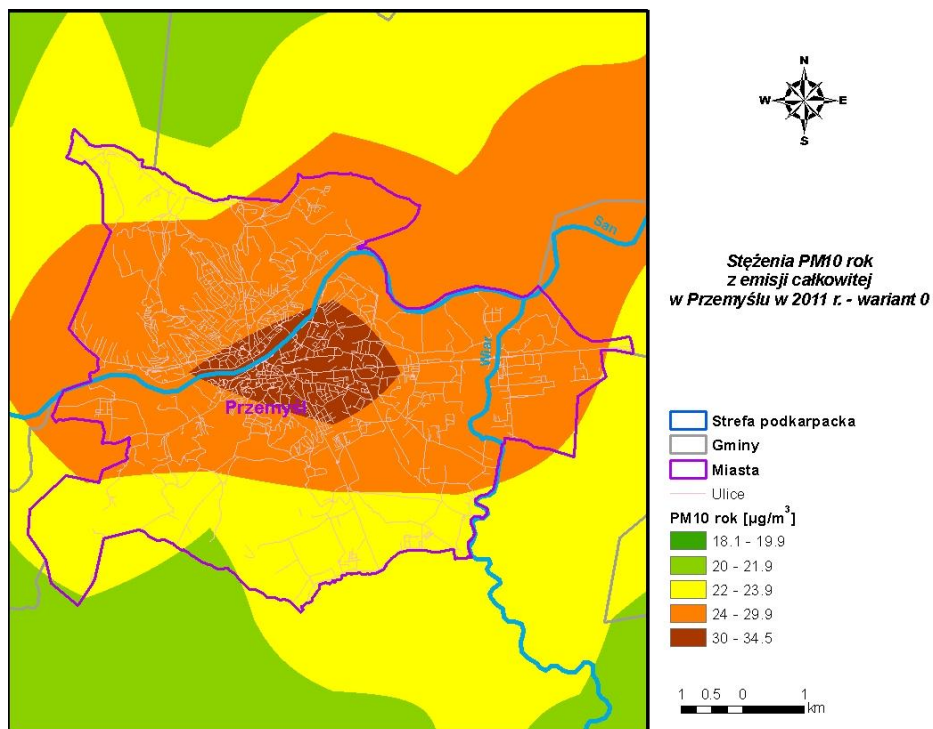 N
W
E
S
San
Wiar
Przemyśl
Stężenia PM10 rok
z emisji całkowitej
w Przemyślu w 2011 r. - wariant 0
Strefa podkarpacka
Gminy
Miasta
Ulice
PM10 rok [µg/m³]
18.1 - 19.9
20 - 21.9
22 - 23.9
24 - 29.9
30 - 34.5
1 0.5 0 1
km